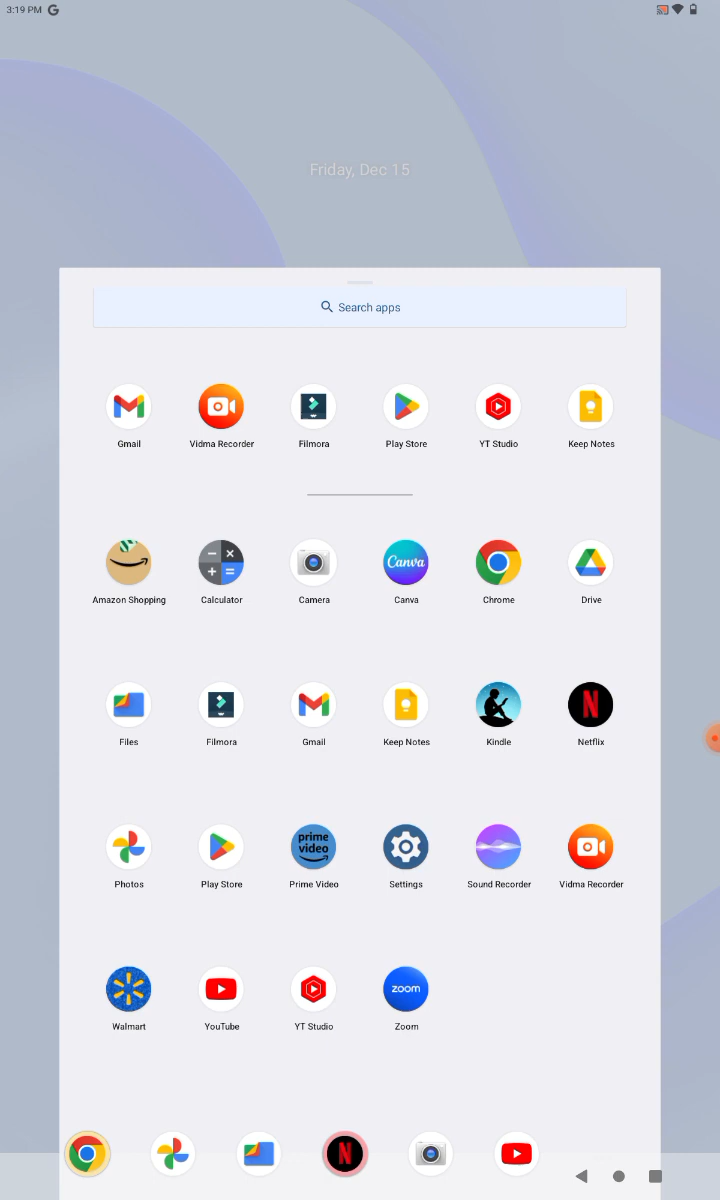 3:19 PM G
Friday, Dec 15
Search apps
Gmail Vidma Recorder Filmora Play Store YT Studio Keep Notes
Canva
Amazon Shopping Calculator Camera Canva Chrome Drive
Files Filmora Gmail Keep Notes Kindle Netflix
prime
video
Photos Play Store Prime Video Settings Sound Recorder Vidma Recorder
zoom
Walmart YouTube YT Studio Zoom